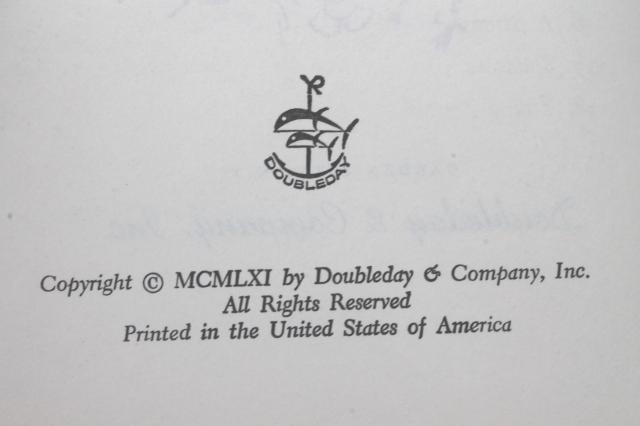 DOUBLEDAY
Copyright © MCMLXI by Doubleday & Company, Inc.
All Rights Reserved
Printed in the United States of America